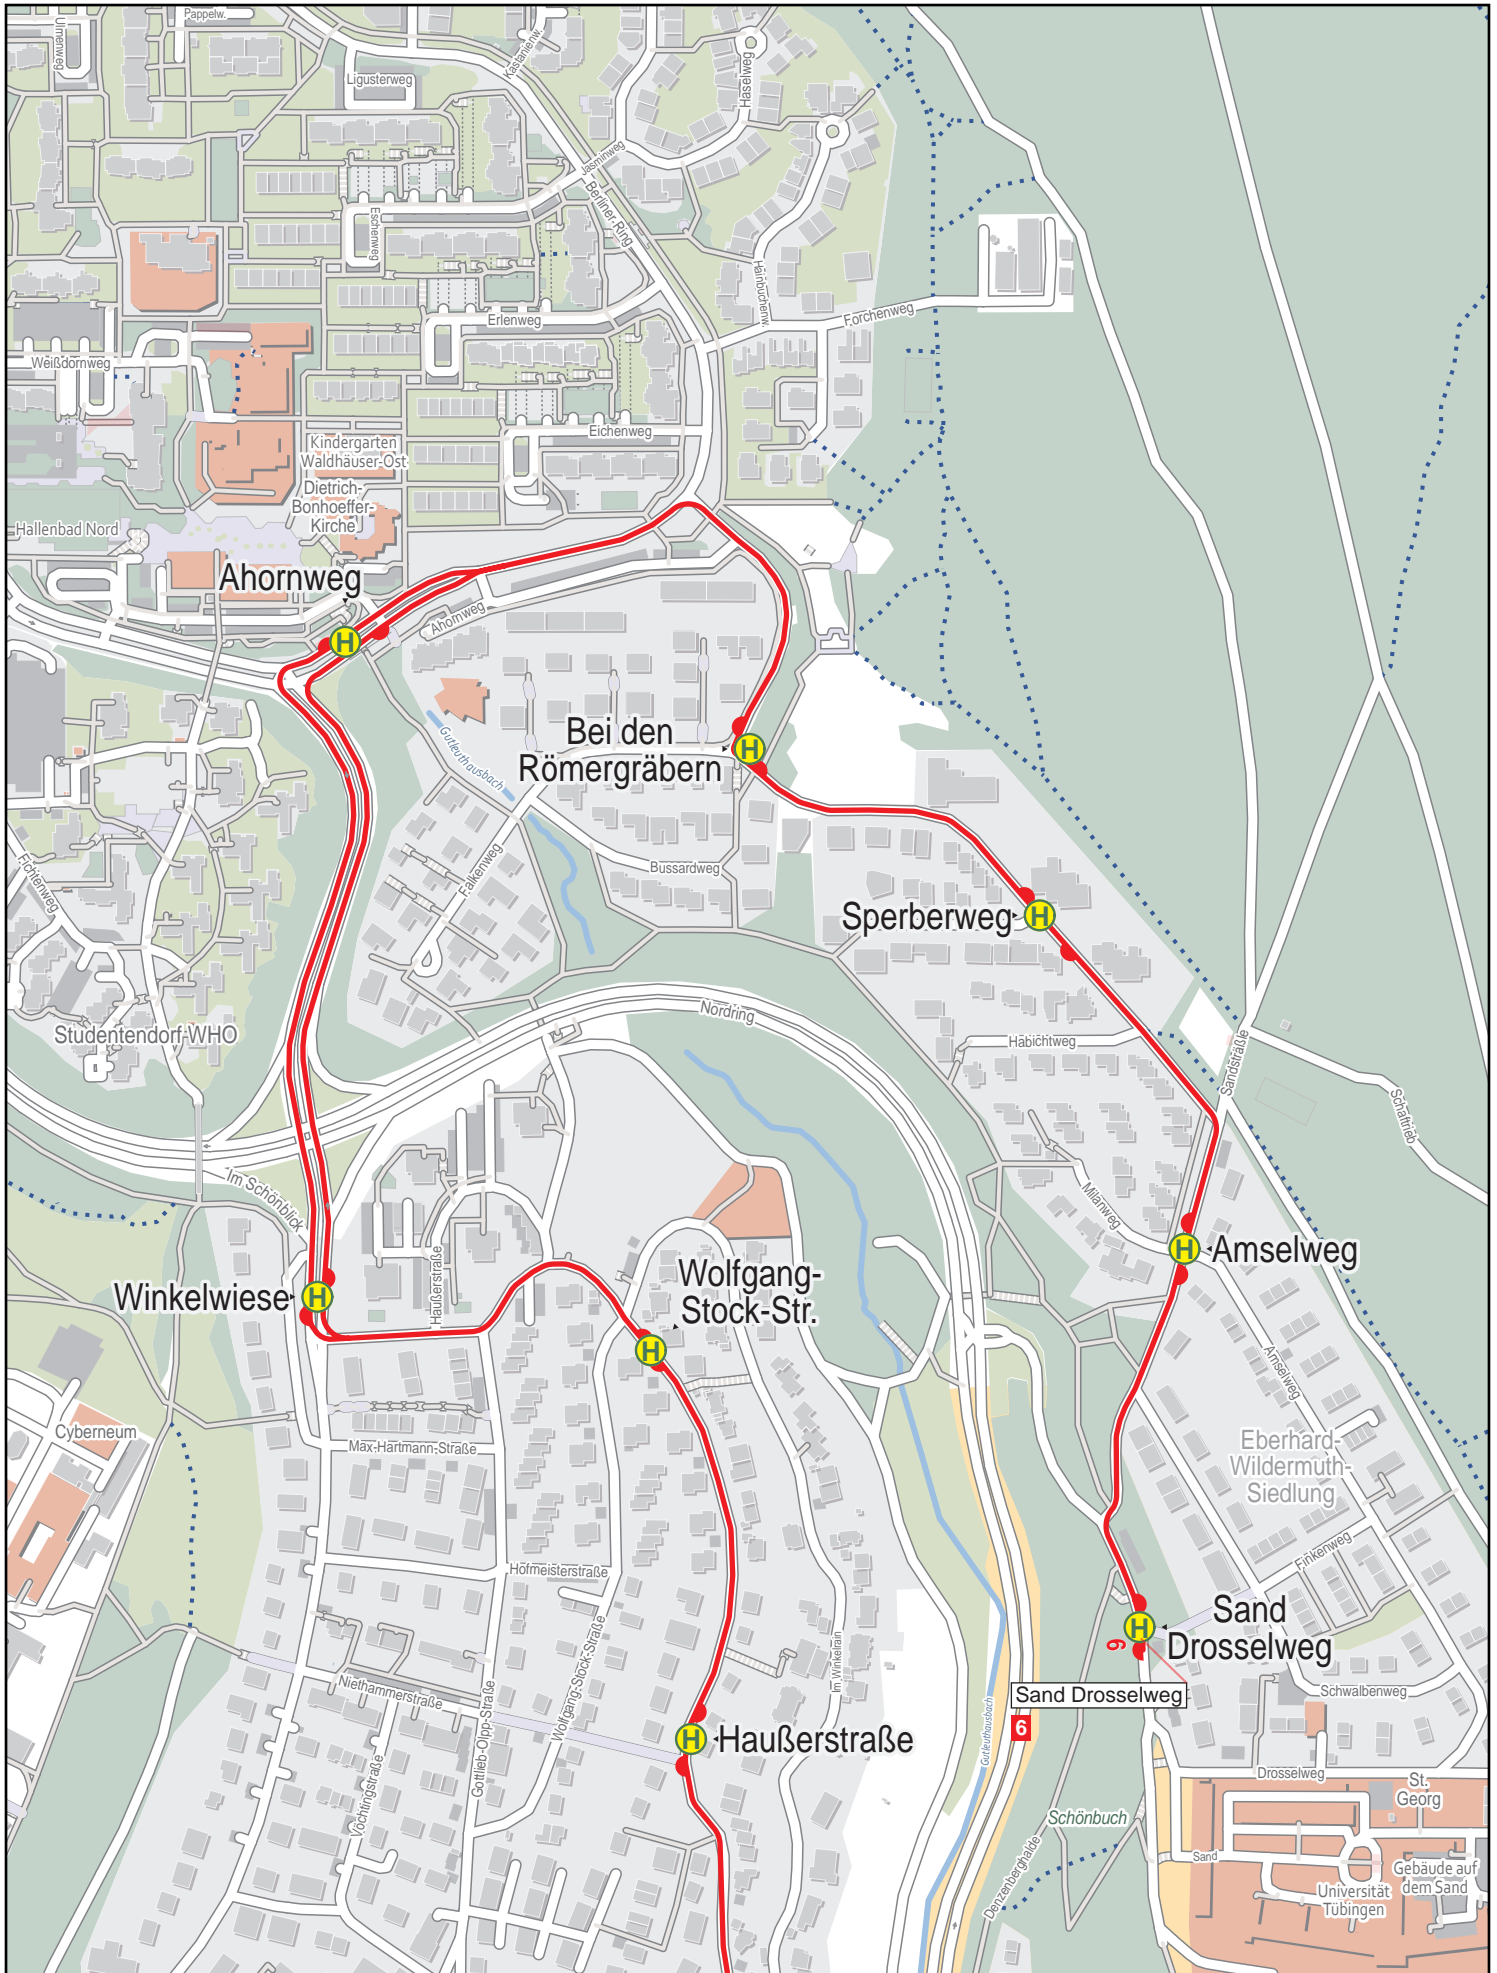 Pappelw.
Ulmenweg
Ligusterweg
Kastanienw.
Haselweg
Jasminweg
Berliner-Ring
Eschenweg
Hainbuchenw.
Forchenweg
Erlenweg
Weißdornweg
Eichenweg
Kindergarten
Waldhäuser-Ost
Dietrich-
Bonhoeffer-
Kirche
Hallenbad Nord
Ahornweg
H
Ahornweg
Gutleuthausbach
Bei den
Römergräbern
H
Fichtenweg
Falkenweg
Bussardweg
Sperberweg
H
Studentendorf-WHO
Nordring
Habichtweg
Sandsträßle
Schaftrieb
Im Schönblick
Milanweg
Haußerstraße
H
Amselweg
Winkelwiese
H
Wolfgang-
Stock-Str.
H
Amselweg
Cyberneum
Max-Hartmann-Straße
Eberhard-
Wildermuth-
Siedlung
Finkenweg
Hofmeisterstraße
Wolfgang-Stock-Straße
Im Winkelrain
Sand
Drosselweg
H
6
Niethammerstraße
Gottlieb-Olpp-Straße
Vöchtingstraße
Sand Drosselweg
6
Schwalbenweg
H
Haußerstraße
Gutleuthausbach
Drosselweg
St.
Georg
Schönbuch
Denzenberghalde
Sand
Universität
Tübingen
Gebäude auf
dem Sand